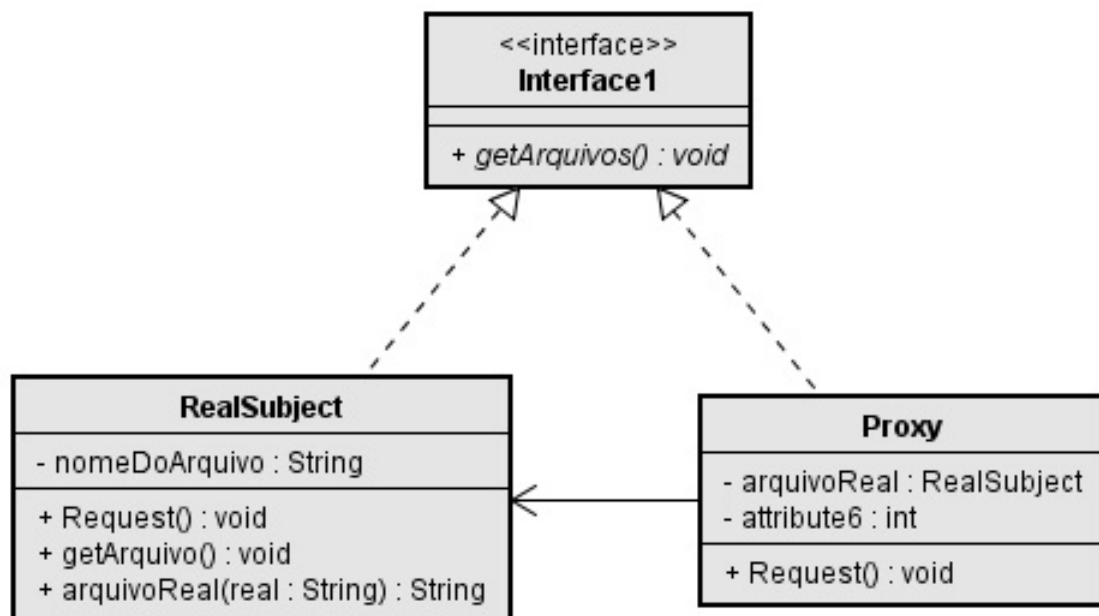 <<interface>>
Interface1
+ getArquivos() : void
RealSubject
- nomeDoArquivo : String
+ Request() : void
+ getArquivo() : void
+ arquivoReal(real : String) : String
Proxy
- arquivoReal : RealSubject
- attribute6 : int
+ Request() : void